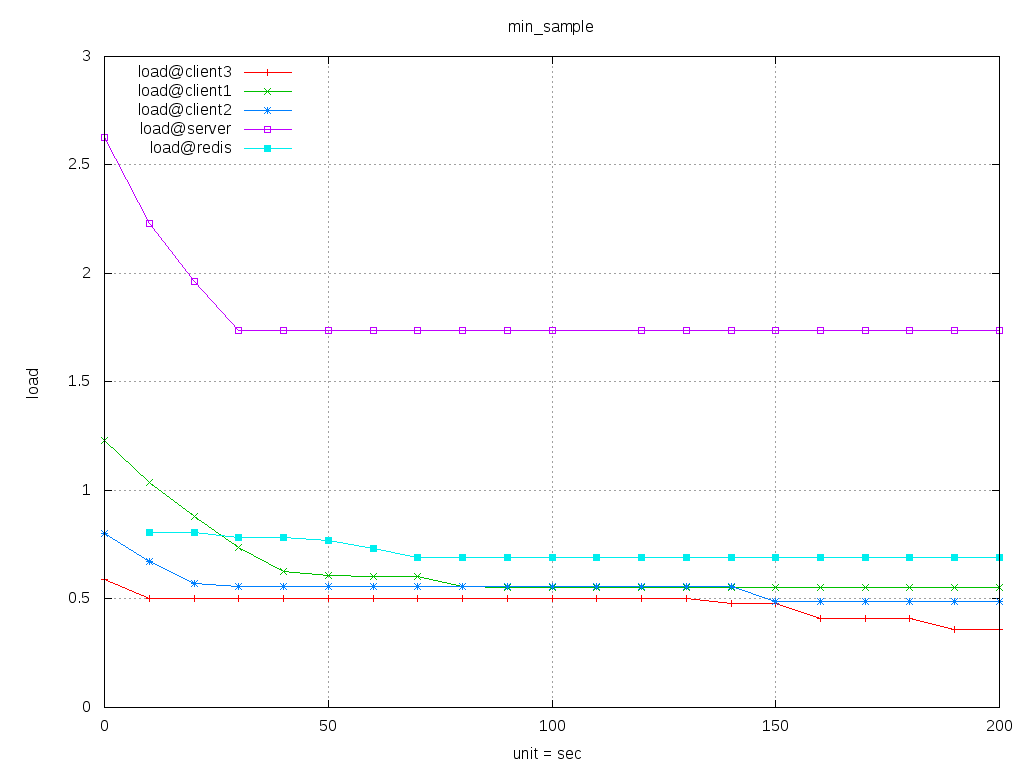 min_sample
3
2.5
2
1.5
1
0.5
0
load
load@client3
load@client1
load@client2
load@server
load@redis
0 50 100 150 200
unit = sec